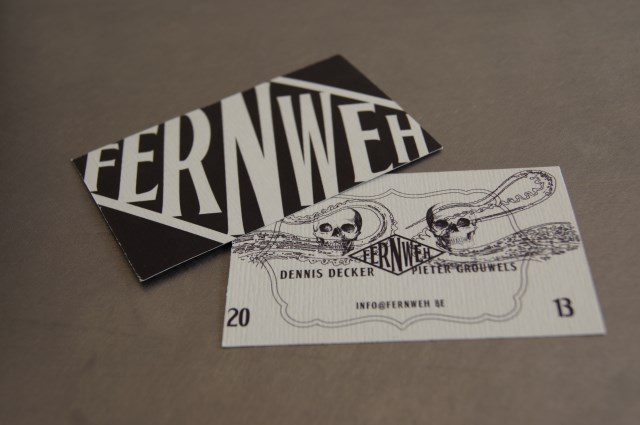 FERNWEH
FERNWEH
DENNIS DECKER PIETER GROUWELS
INFO@FERNWEH BE
20 13